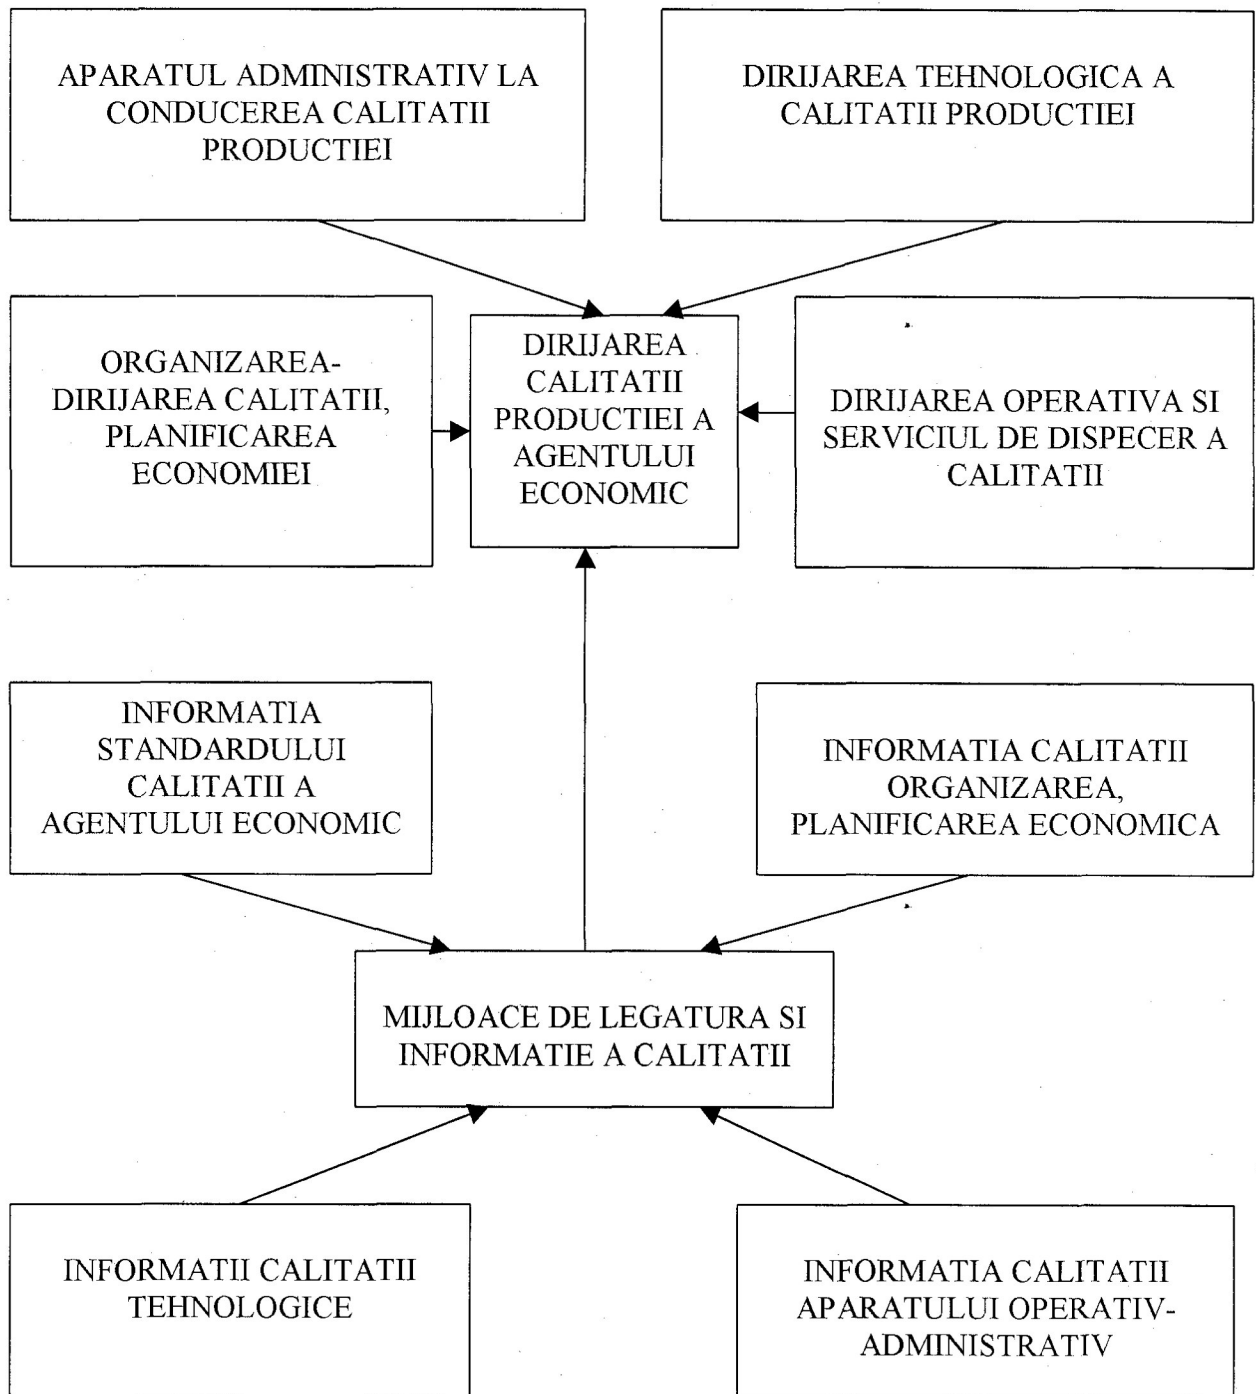 APARATUL ADMINISTRATIV LA
CONDUCEREA CALITATII
PRODUCTIEI
DIRIJAREA TEHNOLOGICA A
CALITATII PRODUCTIEI
ORGANIZAREA-
DIRIJAREA CALITATII,
PLANIFICAREA
ECONOMIEI
DIRIJAREA
CALITATII
PRODUCTIEI A
AGENTULUI
ECONOMIC
DIRIJAREA OPERATIVA SI
SERVICIUL DE DISPECER A
CALITATII
INFORMATIA
STANDARDULUI
CALITATII A
AGENTULUI ECONOMIC
INFORMATIA CALITATII
ORGANIZAREA,
PLANIFICAREA ECONOMICA
MIJLOACE DE LEGATURA SI
INFORMATIE A CALITATII
INFORMATII CALITATII
TEHNOLOGICE
INFORMATIA CALITATII
APARATULUI OPERATIV-
ADMINISTRATIV